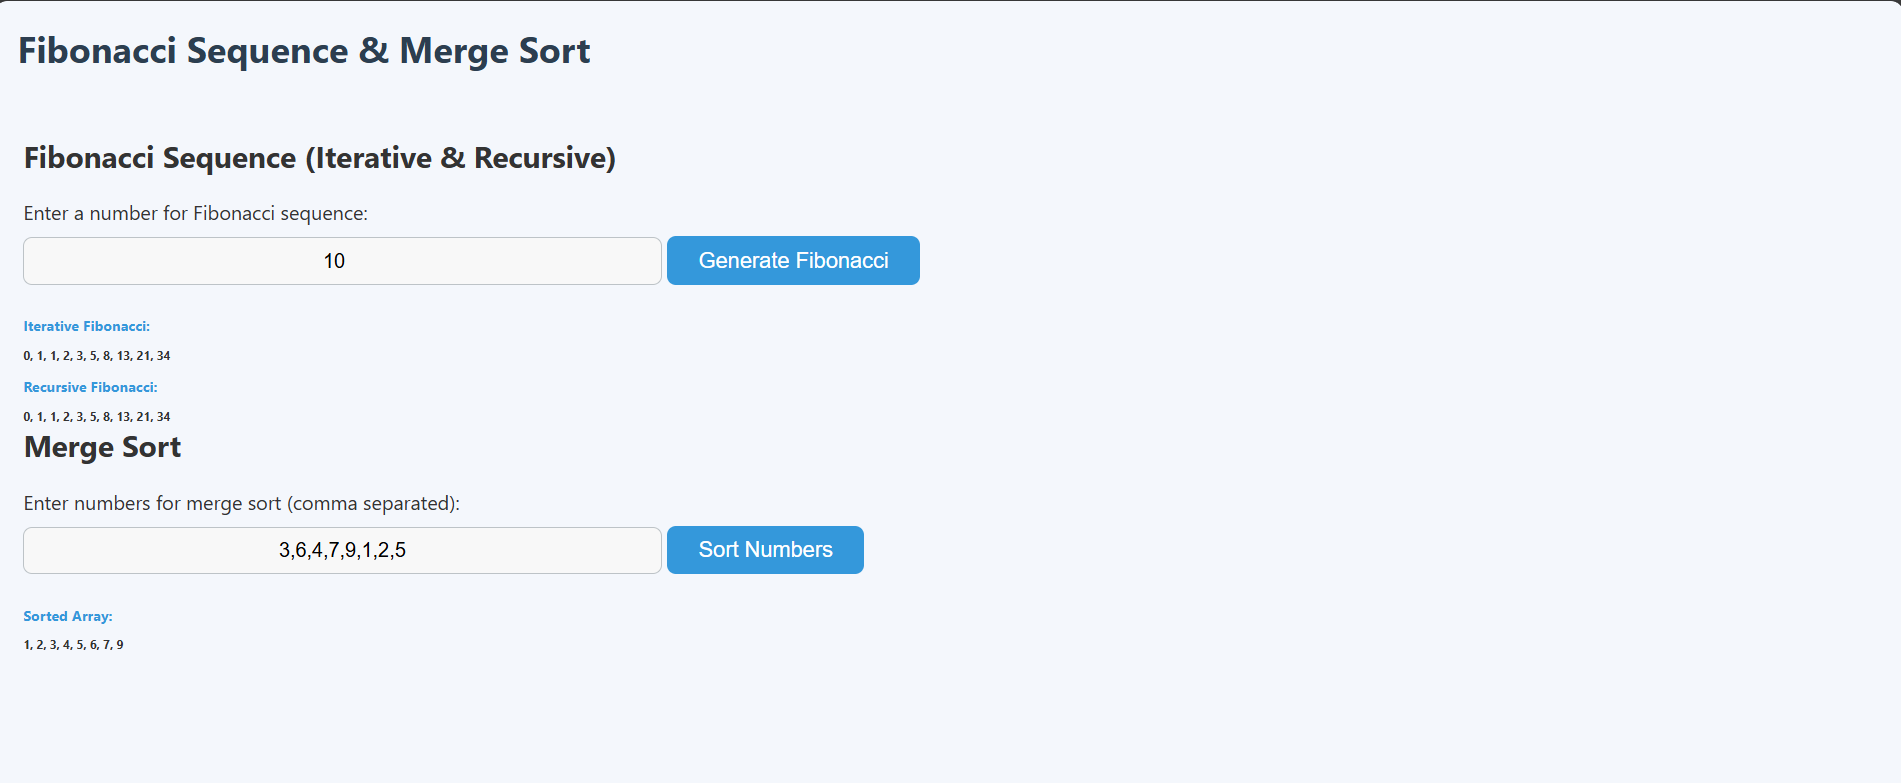 Fibonacci Sequence & Merge Sort
Fibonacci Sequence (Iterative & Recursive)
Enter a number for Fibonacci sequence:
10 Generate Fibonacci
Iterative Fibonacci:
0, 1, 1, 2, 3, 5, 8, 13, 21, 34
Recursive Fibonacci:
0, 1, 1, 2, 3, 5, 8, 13, 21, 34
Merge Sort
Enter numbers for merge sort (comma separated):
3,6,4,7,9,1,2,5 Sort Numbers
Sorted Array:
1, 2, 3, 4, 5, 6, 7, 9